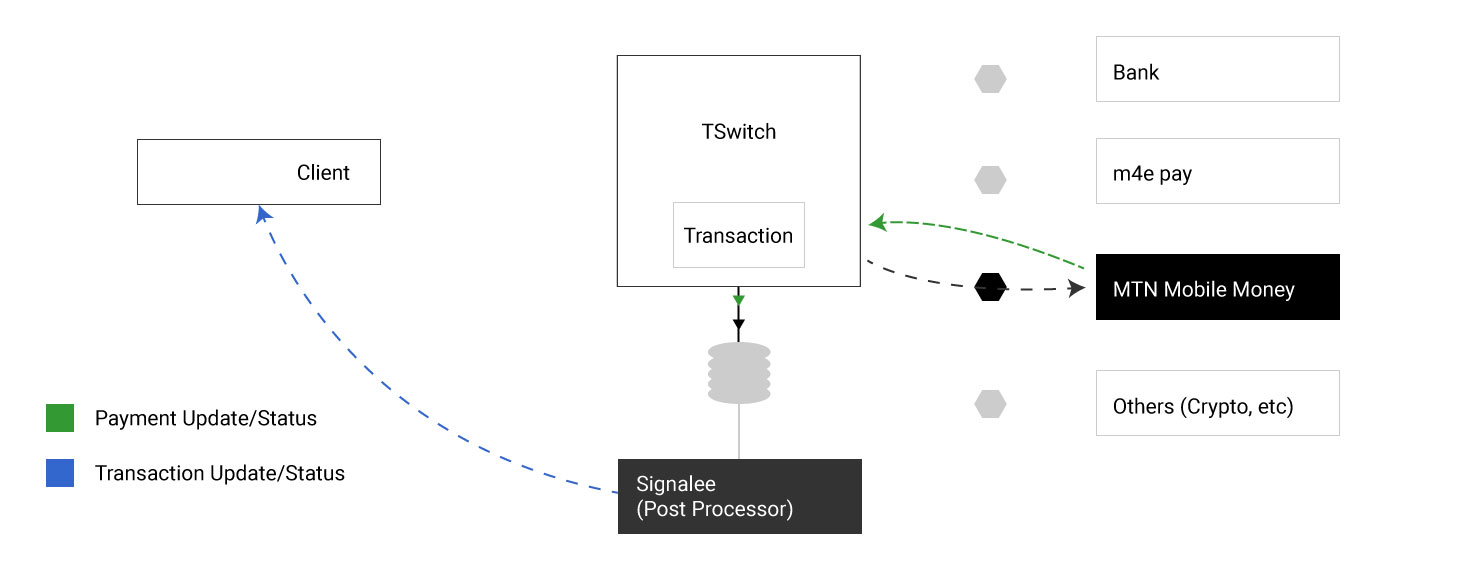 Bank
TSwitch
Client
m4e pay
Transaction
MTN Mobile Money
Others (Crypto, etc)
Payment Update/Status
Transaction Update/Status
Signalee
(Post Processor)